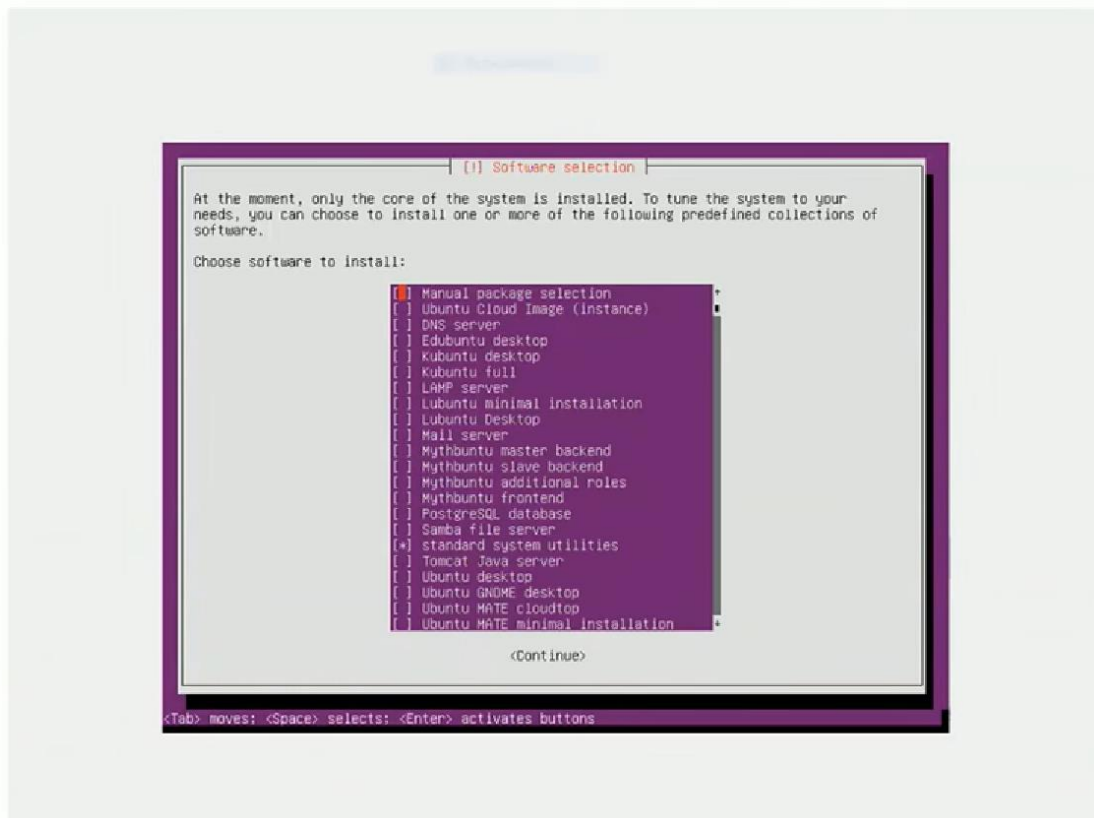 [!] Software selection
At the moment, only the core of the system is installed. To tune the system to your
needs, you can choose to install one or more of the following predefined collections of
software.
Choose software to install:
[ ] Manual package selection
[ ] Ubuntu Cloud Image (instance)
[ ] DNS server
[ ] Edubuntu desktop
[ ] Kubuntu desktop
[ ] Kubuntu full
[ ] LAMP server
[ ] Lubuntu minimal installation
[ ] Lubuntu Desktop
[ ] Mail server
[ ] Mythbuntu master backend
[ ] Mythbuntu slave backend
[ ] Mythbuntu additional roles
[ ] Mythbuntu frontend
[ ] PostgreSQL database
[ ] Samba file server
[*] standard system utilities
[ ] Tomcat Java server
[ ] Ubuntu desktop
[ ] Ubuntu GNOME desktop
[ ] Ubuntu MATE cloudtop
[ ] Ubuntu MATE minimal installation
<Continue>
<Tab> moves; <Space> selects; <Enter> activates buttons